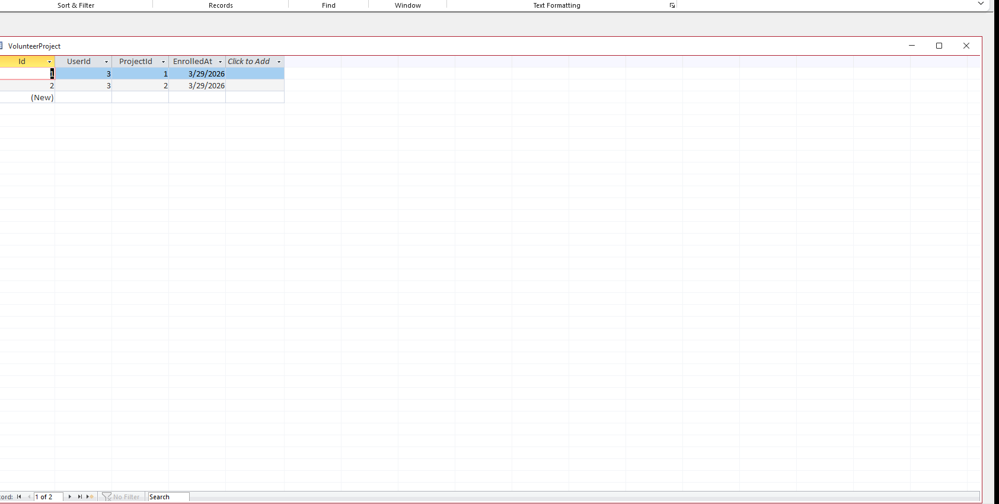 Sort & Filter Records Find Window Text Formatting
VolunteerProject
Id UserId ProjectId EnrolledAt Click to Add
1 3 1 3/29/2026
2 3 2 3/29/2026
(New)
ord: 1 of 2 No Filter Search